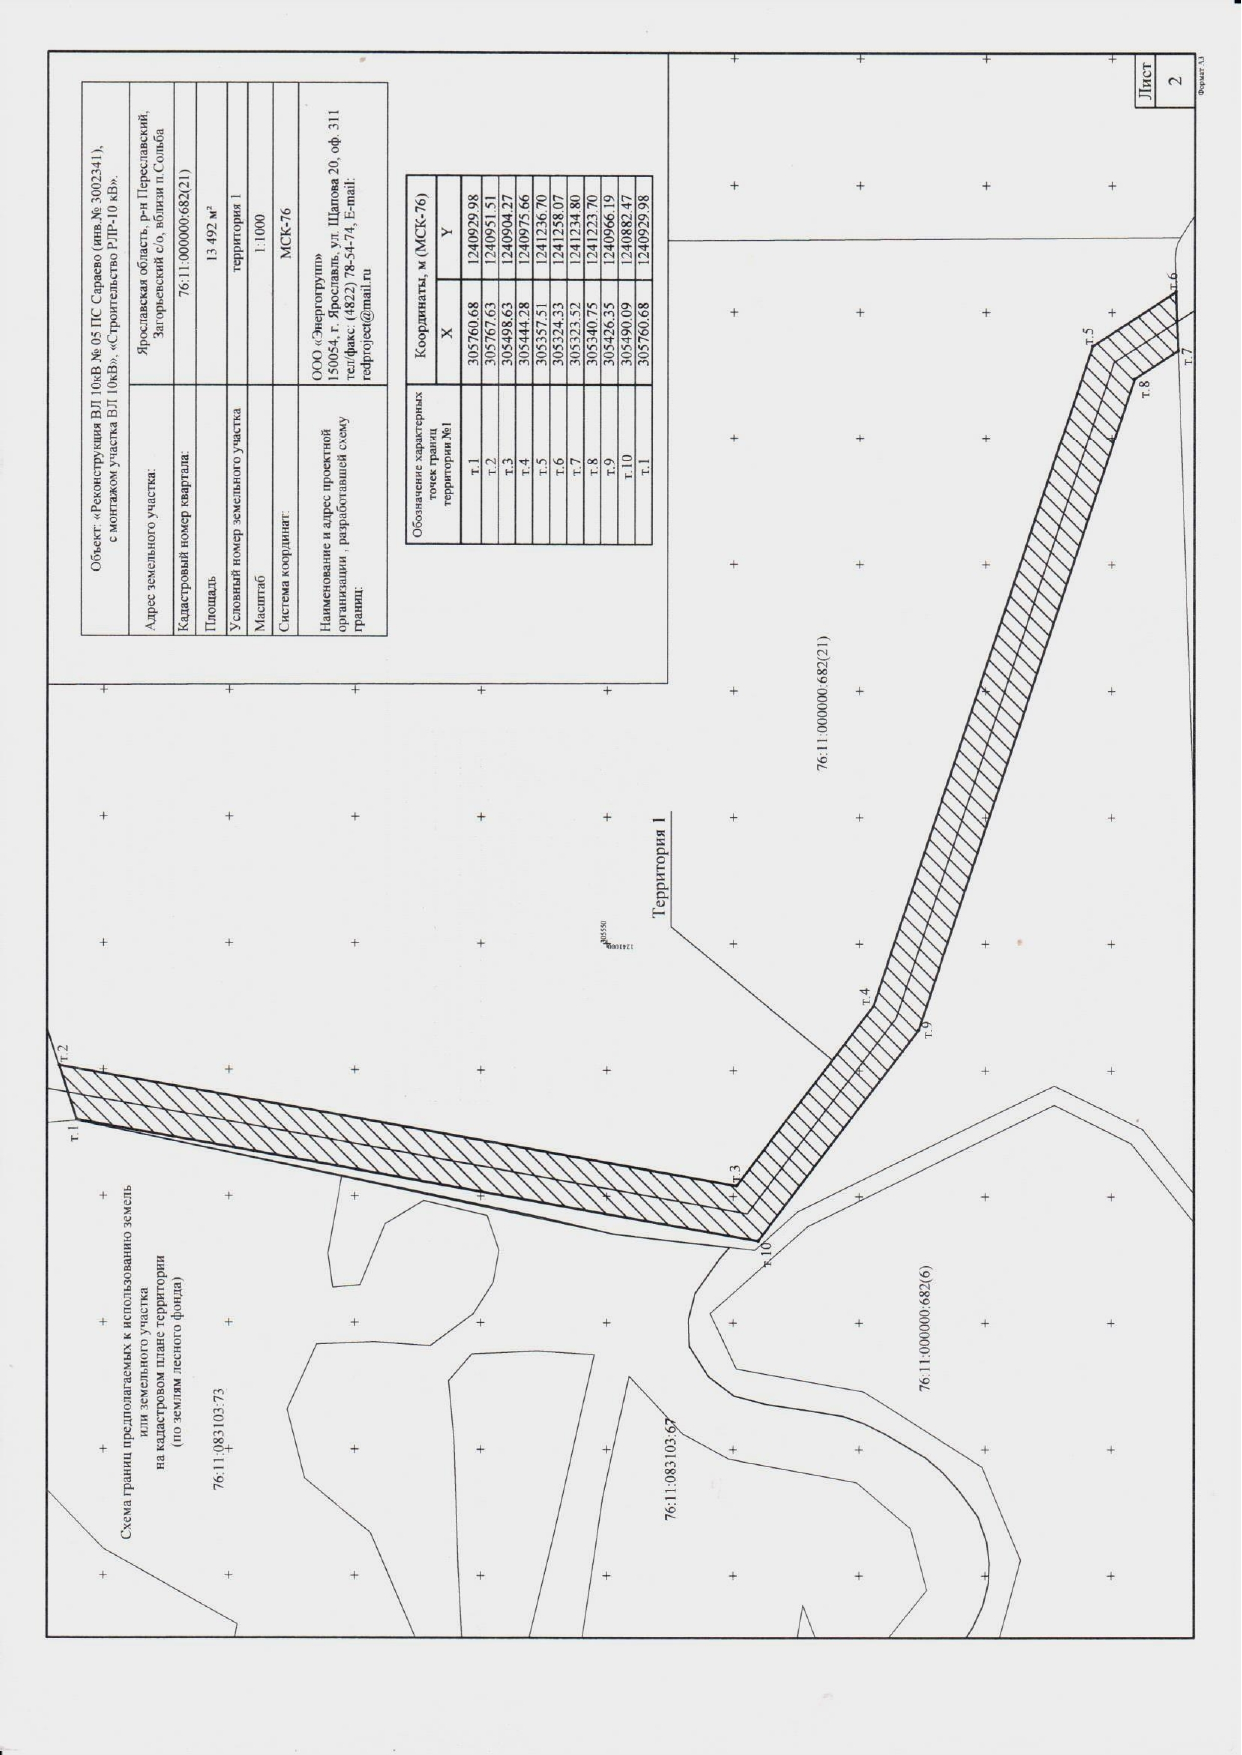 Схема границ предполагаемых к использованию земель
или земельного участка
на кадастровом плане территории
(по землям лесного фонда)
76:11:083103:73
76:11:083103:67
76:11:000000:682(6)
76:11:000000:682(21)
Территория 1
305550
т.1
т.2
т.3
т.4
т.5
т.6
т.7
т.8
т.9
т.10
Объект: «Реконструкция ВЛ 10кВ № 05 ПС Сараево (инв.№ 3002341),
с монтажом участка ВЛ 10кВ», «Строительство РЛР-10 кВ».
Адрес земельного участка: Ярославская область, р-н Переславский,
Загорьевский с/о, вблизи п.Сольба
Кадастровый номер квартала: 76:11:000000:682(21)
Площадь 13 492 м²
Условный номер земельного участка территория 1
Масштаб 1:1000
Система координат: МСК-76
Наименование и адрес проектной
организации , разработавшей схему
границ:
ООО «Энергогрупп»
150054, г. Ярославль, ул. Щапова 20, оф. 311
тел/факс: (4822) 78-54-74, E-mail:
redproject@mail.ru
Обозначение характерных
точек границ
территории №1
Координаты, м (МСК-76)
X Y
т.1 305760.68 1240929.98
т.2 305767.63 1240951.51
т.3 305498.63 1240904.27
т.4 305444.28 1240975.66
т.5 305357.51 1241236.70
т.6 305324.33 1241258.07
т.7 305323.52 1241234.80
т.8 305340.75 1241223.70
т.9 305426.35 1240966.19
т.10 305490.09 1240882.47
т.1 305760.68 1240929.98
Лист
2
Формат А3